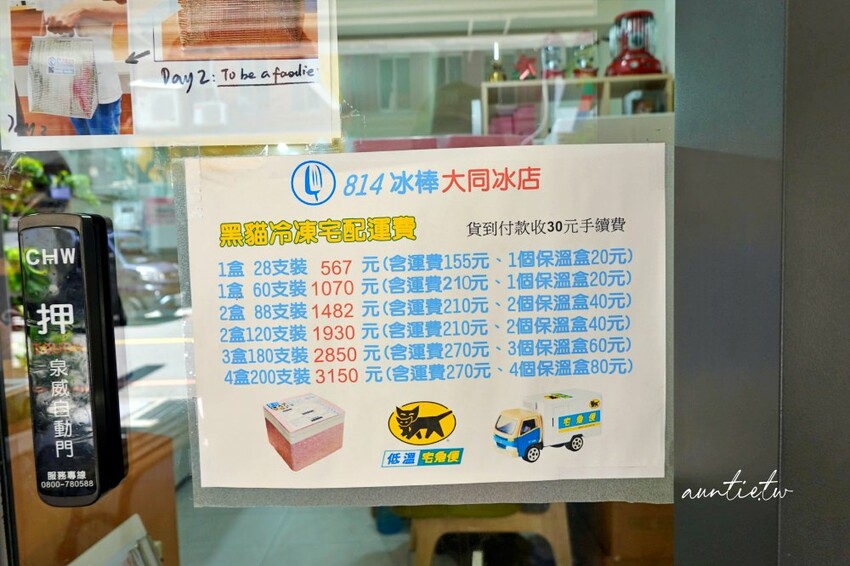 Day 2: To be a foodie
814 冰棒大同冰店
黑貓冷凍宅配運費
貨到付款收30元手續費
1盒 28支裝 567 元(含運費155元、1個保溫盒20元)
1盒 60支裝 1070 元(含運費210元、1個保溫盒20元)
2盒 88支裝 1482 元(含運費210元、2個保溫盒40元)
2盒120支裝 1930 元(含運費210元、2個保溫盒40元)
3盒180支裝 2850 元(含運費270元、3個保溫盒60元)
4盒200支裝 3150 元(含運費270元、4個保溫盒80元)
低溫 宅急便
宅急便
CHW
押
泉威自動門
服務專線
0800-780588
auntie.tw